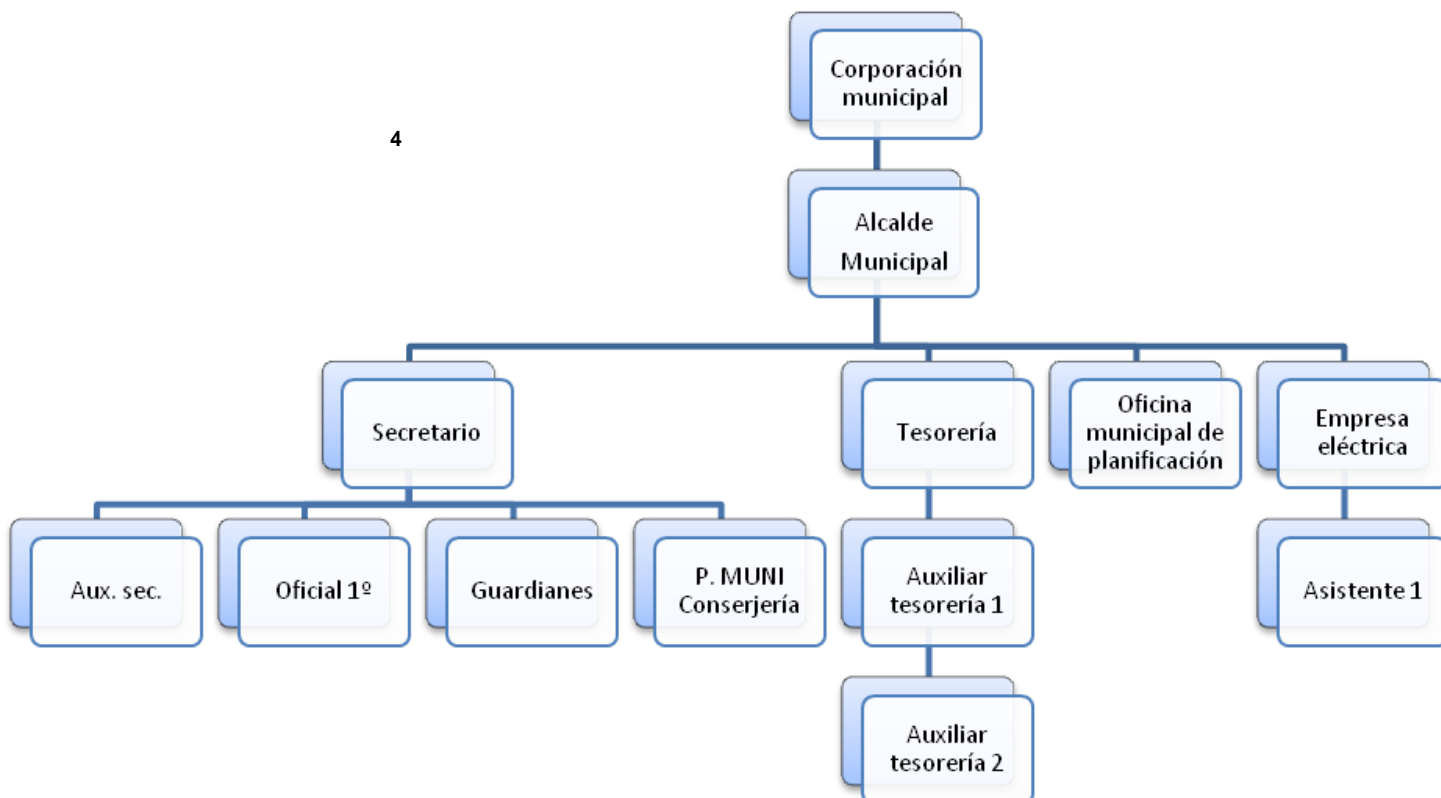 Corporación
municipal
4
Alcalde
Municipal
Secretario
Tesorería
Oficina
municipal de
planificación
Empresa
eléctrica
Aux. sec.
Oficial 1º
Guardianes
P. MUNI
Conserjería
Auxiliar
tesorería 1
Asistente 1
Auxiliar
tesorería 2